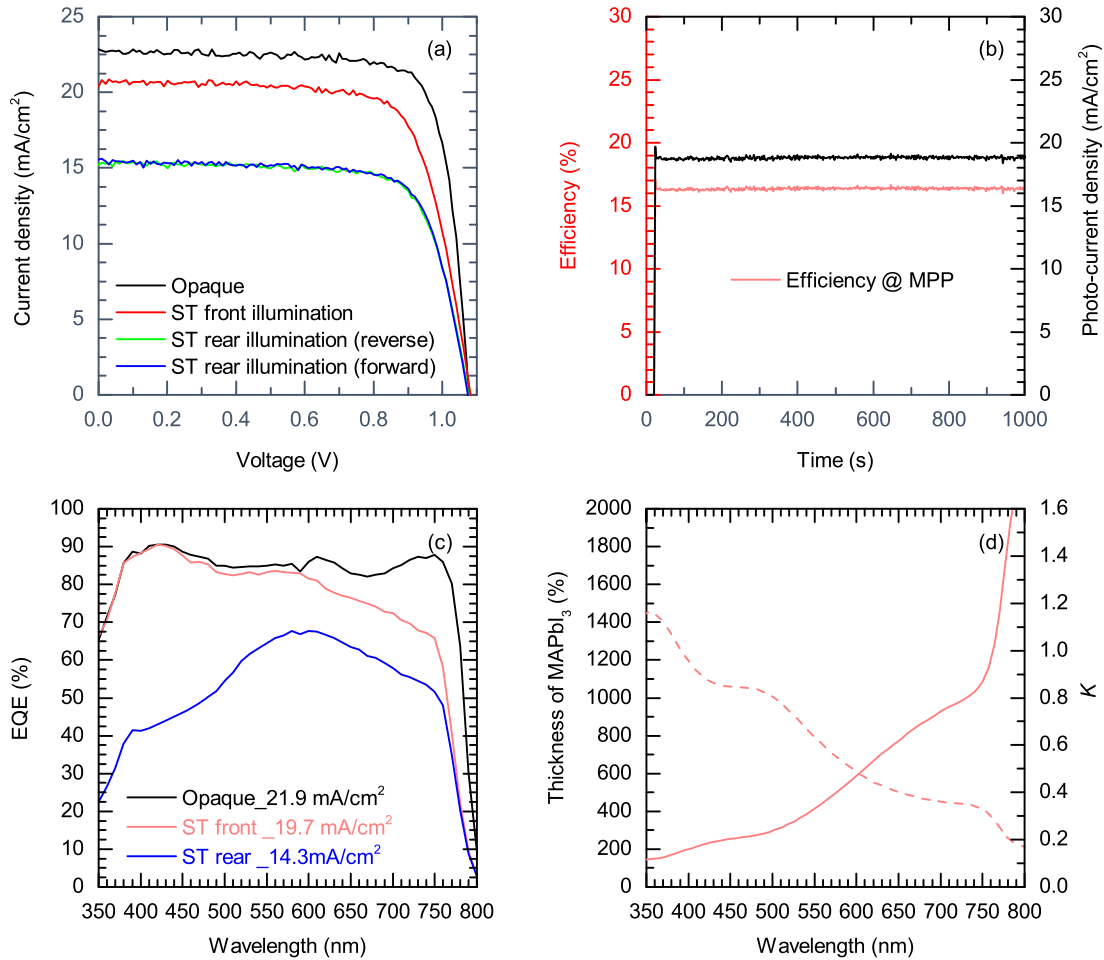 25
20
15
10
5
0
Current density (mA/cm²)
(a)
Opaque
ST front illumination
ST rear illumination (reverse)
ST rear illumination (forward)
0.0 0.2 0.4 0.6 0.8 1.0
Voltage (V)
30
25
20
15
10
5
0
Efficiency (%)
(b)
Efficiency @ MPP
30
25
20
15
10
5
0
Photo-current density (mA/cm²)
0 200 400 600 800 1000
Time (s)
100
90
80
70
60
50
40
30
20
10
0
EQE (%)
(c)
Opaque_21.9 mA/cm²
ST front _19.7 mA/cm²
ST rear _14.3mA/cm²
350 400 450 500 550 600 650 700 750 800
Wavelength (nm)
2000
1800
1600
1400
1200
1000
800
600
400
200
0
Thickness of MAPbI₃ (%)
(d)
1.6
1.4
1.2
1.0
0.8
0.6
0.4
0.2
0.0
K
350 400 450 500 550 600 650 700 750 800
Wavelength (nm)